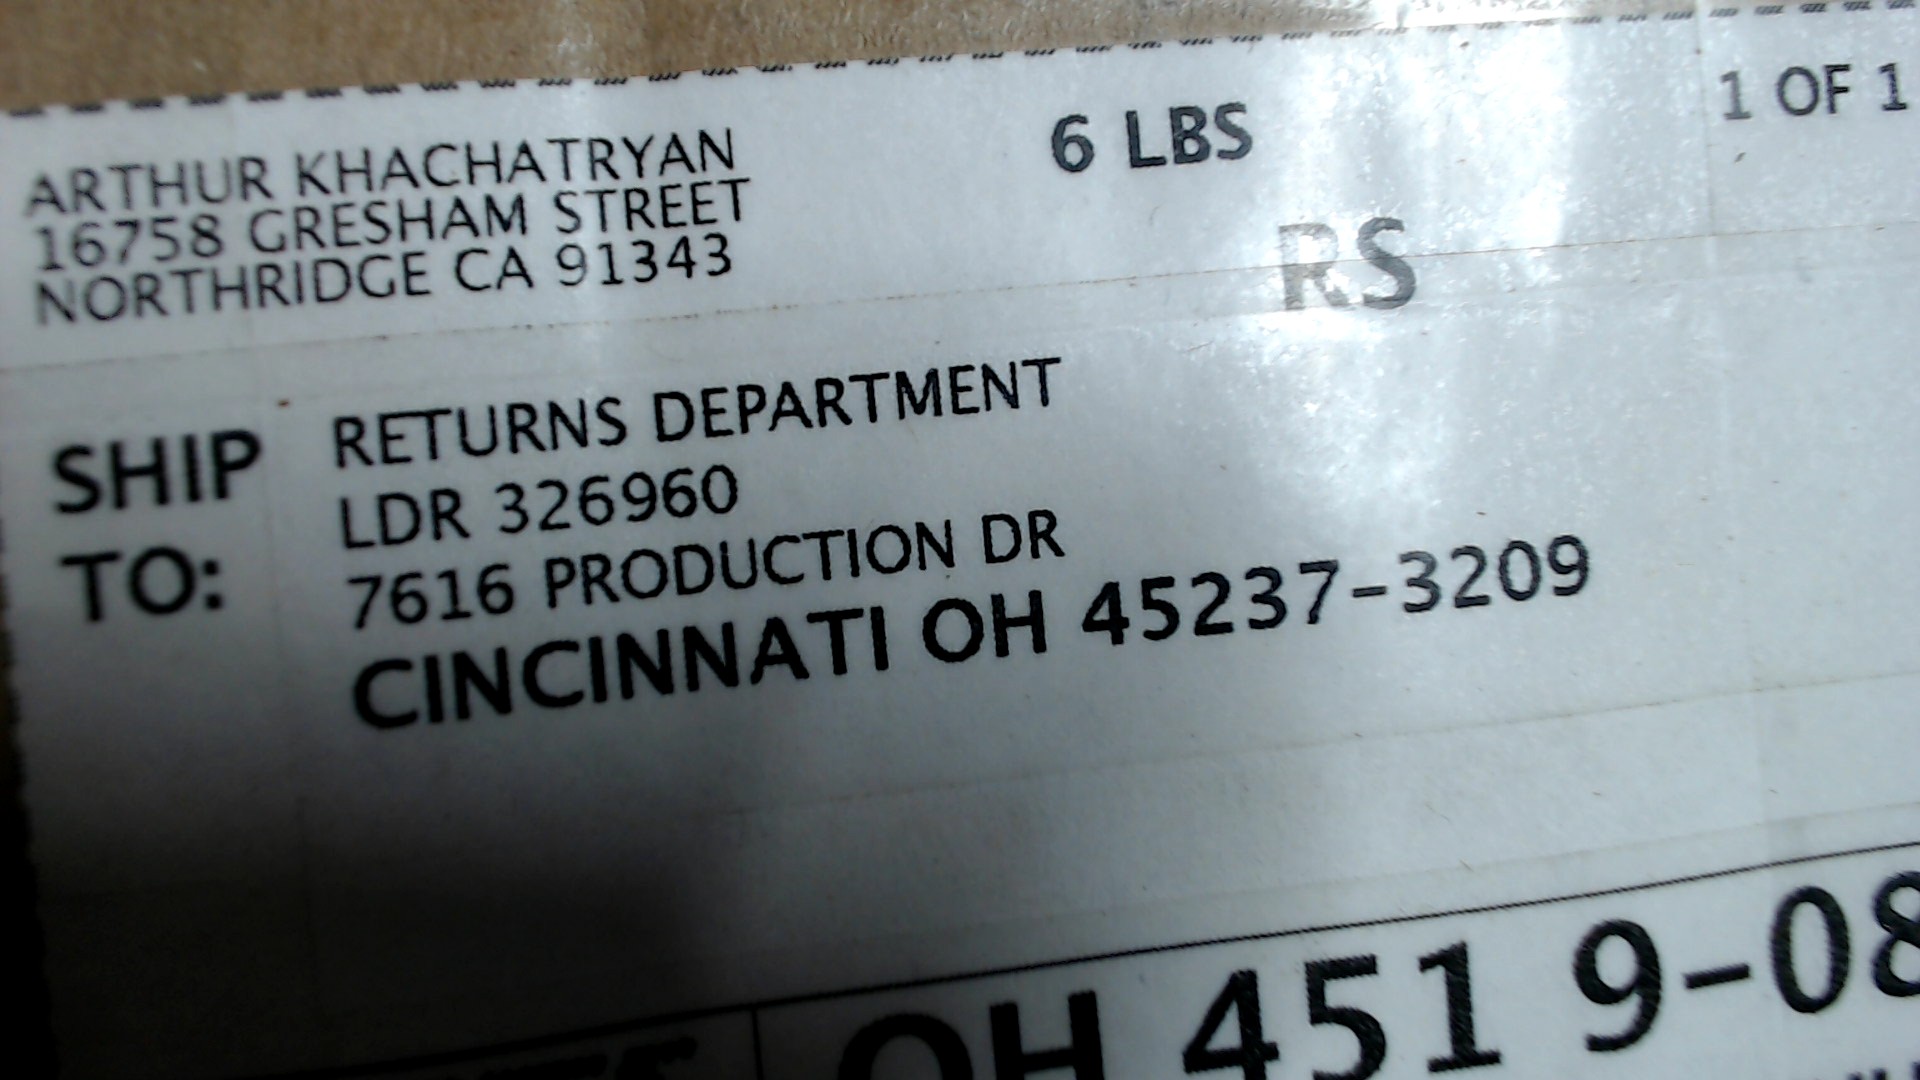 ARTHUR KHACHATRYAN
16758 GRESHAM STREET
NORTHRIDGE CA 91343
6 LBS
1 OF 1
RS
SHIP TO:
RETURNS DEPARTMENT
LDR 326960
7616 PRODUCTION DR
CINCINNATI OH 45237-3209
OH 451 9-08